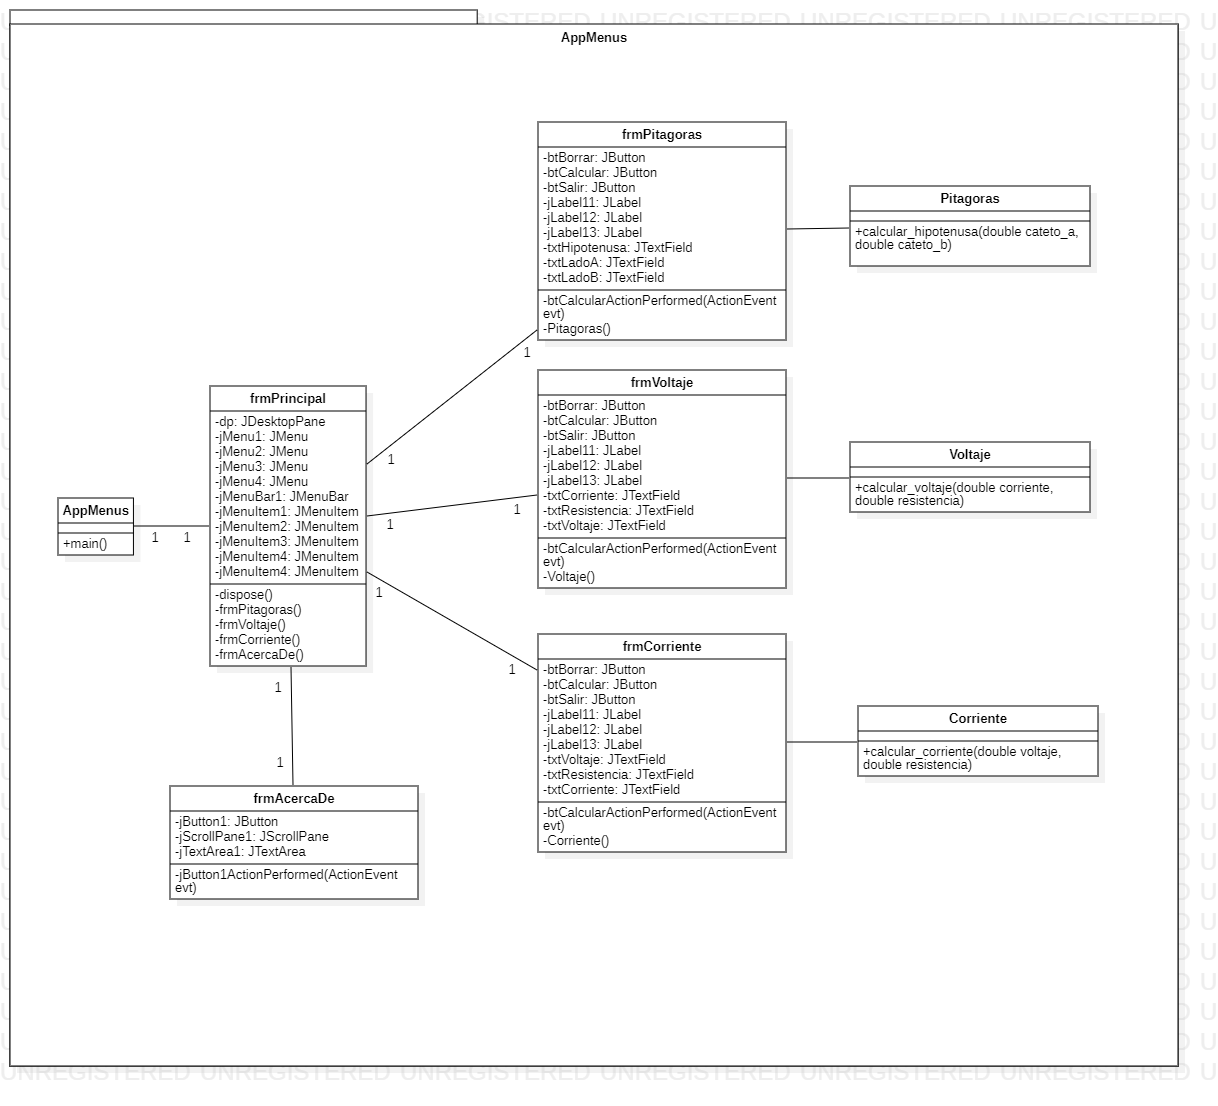 AppMenus
frmPitagoras
-btBorrar: JButton
-btCalcular: JButton
-btSalir: JButton
-jLabel11: JLabel
-jLabel12: JLabel
-jLabel13: JLabel
-txtHipotenusa: JTextField
-txtLadoA: JTextField
-txtLadoB: JTextField
-btCalcularActionPerformed(ActionEvent
evt)
-Pitagoras()
1
Pitagoras
+calcular_hipotenusa(double cateto_a,
double cateto_b)
frmPrincipal
-dp: JDesktopPane
-jMenu1: JMenu
-jMenu2: JMenu
-jMenu3: JMenu
-jMenu4: JMenu
-jMenuBar1: JMenuBar
-jMenuItem1: JMenuItem
-jMenuItem2: JMenuItem
-jMenuItem3: JMenuItem
-jMenuItem4: JMenuItem
-jMenuItem4: JMenuItem
-dispose()
-frmPitagoras()
-frmVoltaje()
-frmCorriente()
-frmAcercaDe()
1
1
1
frmVoltaje
-btBorrar: JButton
-btCalcular: JButton
-btSalir: JButton
-jLabel11: JLabel
-jLabel12: JLabel
-jLabel13: JLabel
-txtCorriente: JTextField
-txtResistencia: JTextField
-txtVoltaje: JTextField
-btCalcularActionPerformed(ActionEvent
evt)
-Voltaje()
1
Voltaje
+calcular_voltaje(double corriente,
double resistencia)
AppMenus
+main()
1 1
frmCorriente
-btBorrar: JButton
-btCalcular: JButton
-btSalir: JButton
-jLabel11: JLabel
-jLabel12: JLabel
-jLabel13: JLabel
-txtVoltaje: JTextField
-txtResistencia: JTextField
-txtCorriente: JTextField
-btCalcularActionPerformed(ActionEvent
evt)
-Corriente()
1
Corriente
+calcular_corriente(double voltaje,
double resistencia)
1
1
frmAcercaDe
-jButton1: JButton
-jScrollPane1: JScrollPane
-jTextArea1: JTextArea
-jButton1ActionPerformed(ActionEvent
evt)
UNREGISTERED UNREGISTERED UNREGISTERED UNREGISTERED UNREGISTERED UNREGISTERED U